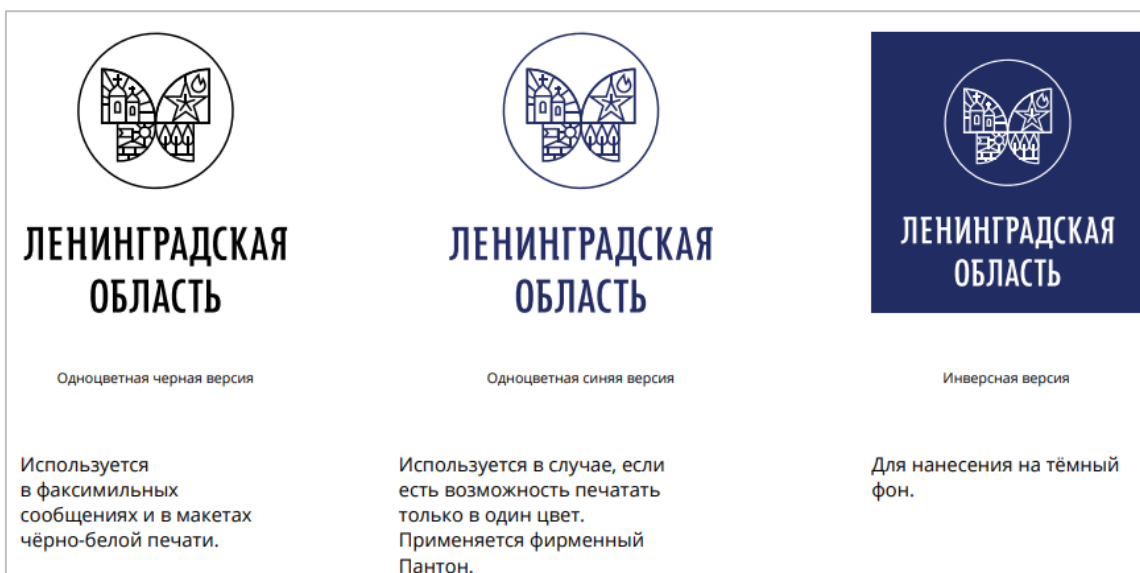 ЛЕНИНГРАДСКАЯ
ОБЛАСТЬ
Одноцветная черная версия
Используется
в факсимильных
сообщениях и в макетах
чёрно-белой печати.
ЛЕНИНГРАДСКАЯ
ОБЛАСТЬ
Одноцветная синяя версия
Используется в случае, если
есть возможность печатать
только в один цвет.
Применяется фирменный
Пантон.
ЛЕНИНГРАДСКАЯ
ОБЛАСТЬ
Инверсная версия
Для нанесения на тёмный
фон.